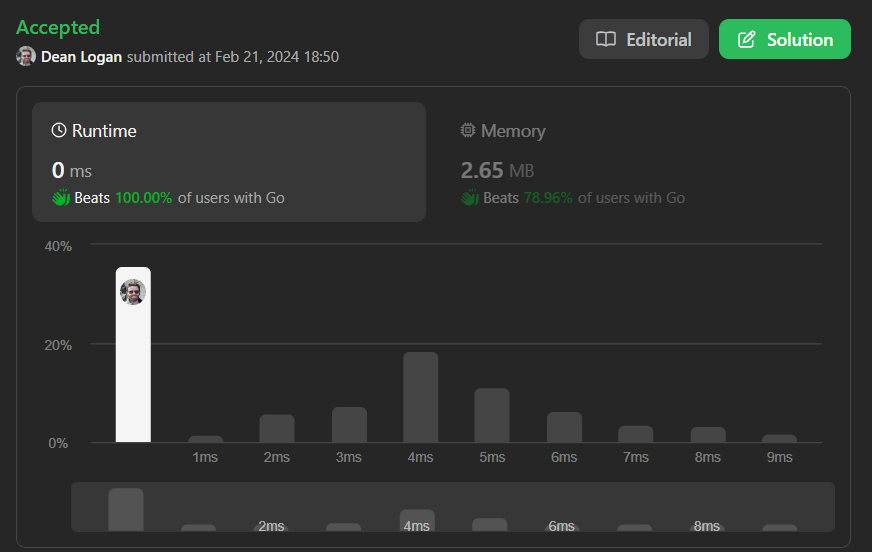 Accepted
Dean Logan submitted at Feb 21, 2024 18:50
Editorial
Solution
Runtime
0 ms
Beats 100.00% of users with Go
Memory
2.65 MB
Beats 78.96% of users with Go
40%
20%
0%
1ms 2ms 3ms 4ms 5ms 6ms 7ms 8ms 9ms
2ms 4ms 6ms 8ms